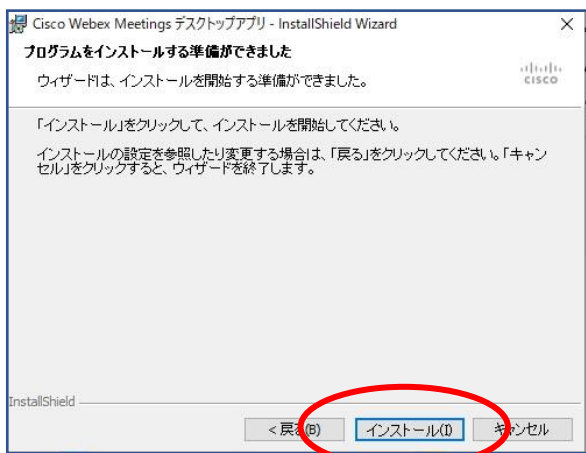 Cisco Webex Meetings デスクトップアプリ - InstallShield Wizard
プログラムをインストールする準備ができました
ウィザードは、インストールを開始する準備ができました。
cisco
「インストール」をクリックして、インストールを開始してください。
インストールの設定を参照したり変更する場合は、「戻る」をクリックしてください。「キャン
セル」をクリックすると、ウィザードを終了します。
InstallShield
< 戻る(B) インストール(I) キャンセル